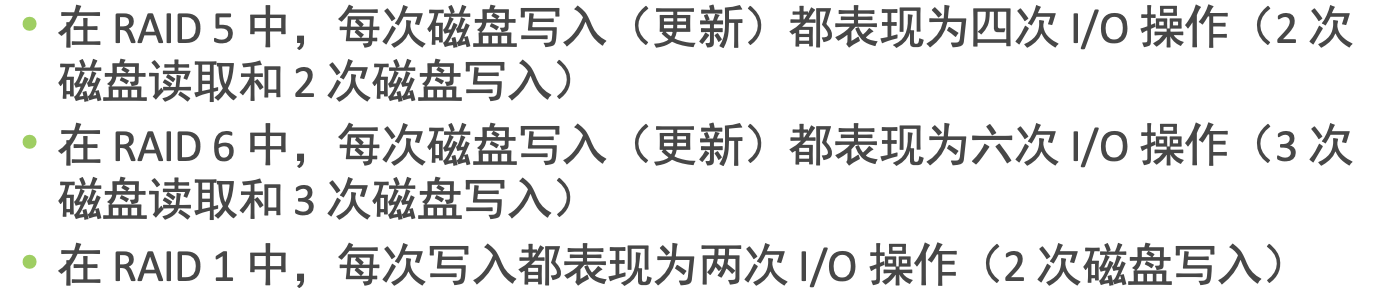 • 在 RAID 5 中，每次磁盘写入（更新）都表现为四次 I/O 操作（2 次
磁盘读取和 2 次磁盘写入）
• 在 RAID 6 中，每次磁盘写入（更新）都表现为六次 I/O 操作（3 次
磁盘读取和 3 次磁盘写入）
• 在 RAID 1 中，每次写入都表现为两次 I/O 操作（2 次磁盘写入）